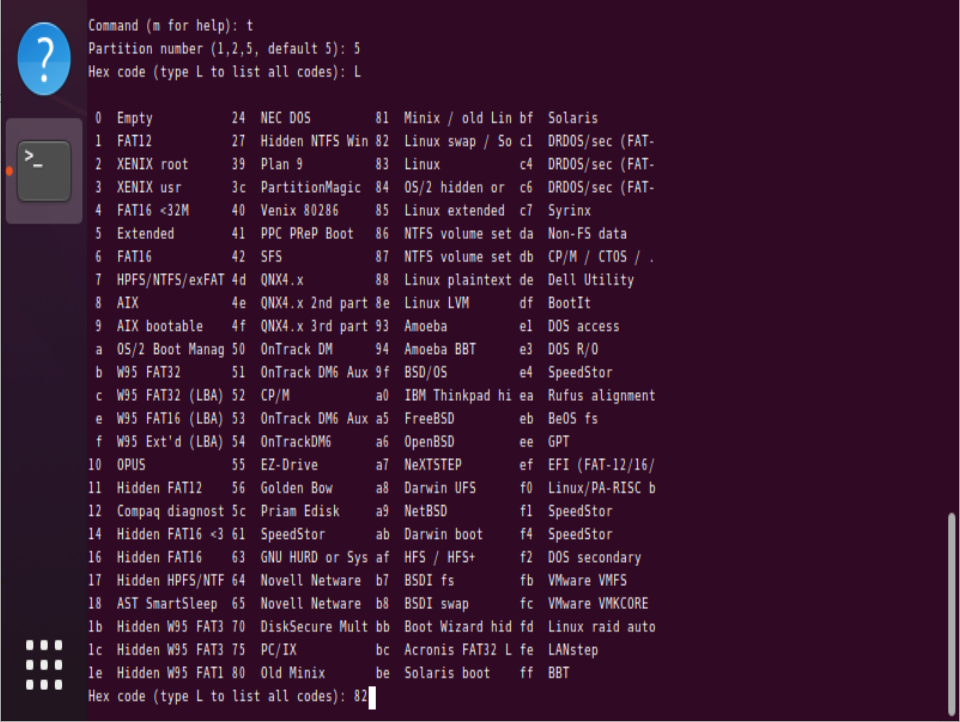 Command (m for help): t
Partition number (1,2,5, default 5): 5
Hex code (type L to list all codes): L
0 Empty 24 NEC DOS 81 Minix / old Lin bf Solaris
1 FAT12 27 Hidden NTFS Win 82 Linux swap / So c1 DRDOS/sec (FAT-
2 XENIX root 39 Plan 9 83 Linux c4 DRDOS/sec (FAT-
3 XENIX usr 3c PartitionMagic 84 OS/2 hidden or c6 DRDOS/sec (FAT-
4 FAT16 <32M 40 Venix 80286 85 Linux extended c7 Syrinx
5 Extended 41 PPC PReP Boot 86 NTFS volume set da Non-FS data
6 FAT16 42 SFS 87 NTFS volume set db CP/M / CTOS / .
7 HPFS/NTFS/exFAT 4d QNX4.x 88 Linux plaintext de Dell Utility
8 AIX 4e QNX4.x 2nd part 8e Linux LVM df BootIt
9 AIX bootable 4f QNX4.x 3rd part 93 Amoeba e1 DOS access
a OS/2 Boot Manag 50 OnTrack DM 94 Amoeba BBT e3 DOS R/O
b W95 FAT32 51 OnTrack DM6 Aux 9f BSD/OS e4 SpeedStor
c W95 FAT32 (LBA) 52 CP/M a0 IBM Thinkpad hi ea Rufus alignment
e W95 FAT16 (LBA) 53 OnTrack DM6 Aux a5 FreeBSD eb BeOS fs
f W95 Ext'd (LBA) 54 OnTrackDM6 a6 OpenBSD ee GPT
10 OPUS 55 EZ-Drive a7 NeXTSTEP ef EFI (FAT-12/16/
11 Hidden FAT12 56 Golden Bow a8 Darwin UFS f0 Linux/PA-RISC b
12 Compaq diagnost 5c Priam Edisk a9 NetBSD f1 SpeedStor
14 Hidden FAT16 <3 61 SpeedStor ab Darwin boot f4 SpeedStor
16 Hidden FAT16 63 GNU HURD or Sys af HFS / HFS+ f2 DOS secondary
17 Hidden HPFS/NTF 64 Novell Netware b7 BSDI fs fb VMware VMFS
18 AST SmartSleep 65 Novell Netware b8 BSDI swap fc VMware VMKCORE
1b Hidden W95 FAT3 70 DiskSecure Mult bb Boot Wizard hid fd Linux raid auto
1c Hidden W95 FAT3 75 PC/IX bc Acronis FAT32 L fe LANstep
1e Hidden W95 FAT1 80 Old Minix be Solaris boot ff BBT
Hex code (type L to list all codes): 82